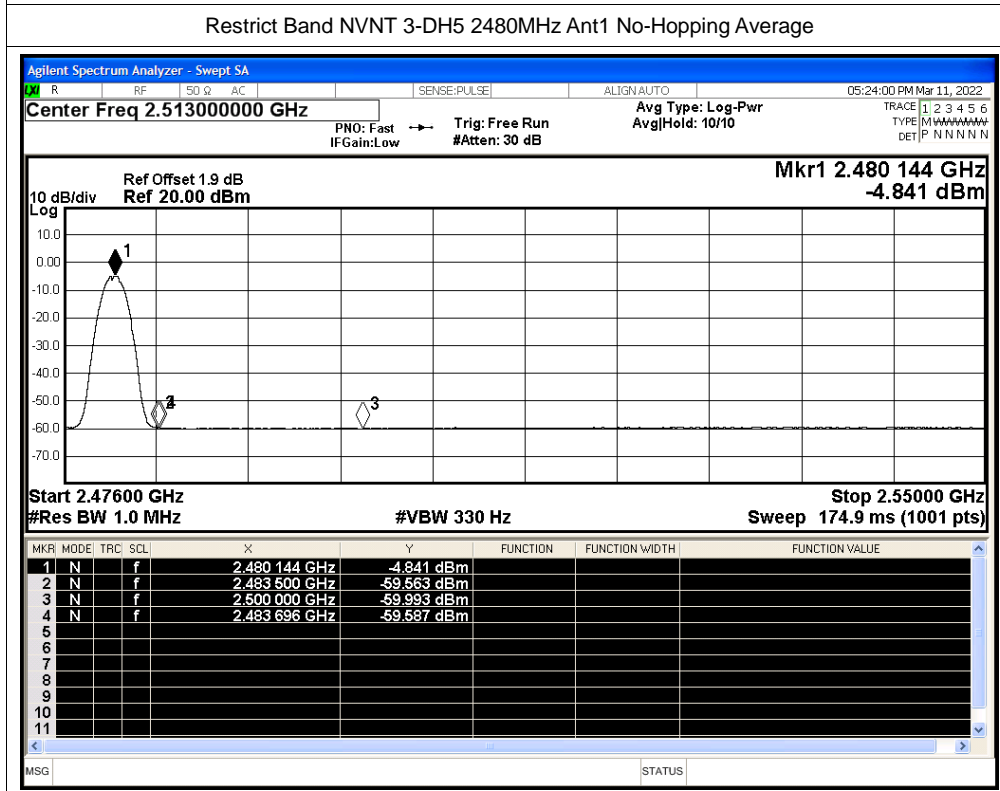 Restrict Band NVNT 3-DH5 2480MHz Ant1 No-Hopping Average
Agilent Spectrum Analyzer - Swept SA
LXI R RF 50 Ω AC SENSE:PULSE ALIGN AUTO 05:24:00 PM Mar 11, 2022
Center Freq 2.513000000 GHz
PNO: Fast
IFGain:Low
Trig: Free Run
#Atten: 30 dB
Avg Type: Log-Pwr
Avg|Hold: 10/10
TRACE 1 2 3 4 5 6
TYPE M
DET P N N N N N
Mkr1 2.480 144 GHz
-4.841 dBm
Ref Offset 1.9 dB
10 dB/div Ref 20.00 dBm
Log
10.0
0.00
-10.0
-20.0
-30.0
-40.0
-50.0
-60.0
-70.0
1
3
Start 2.47600 GHz Stop 2.55000 GHz
#Res BW 1.0 MHz #VBW 330 Hz Sweep 174.9 ms (1001 pts)
MKR MODE TRC SCL X Y FUNCTION FUNCTION WIDTH FUNCTION VALUE
1 N f 2.480 144 GHz -4.841 dBm
2 N f 2.483 500 GHz -59.563 dBm
3 N f 2.500 000 GHz -59.993 dBm
4 N f 2.483 696 GHz -59.587 dBm
5
6
7
8
9
10
11
MSG STATUS